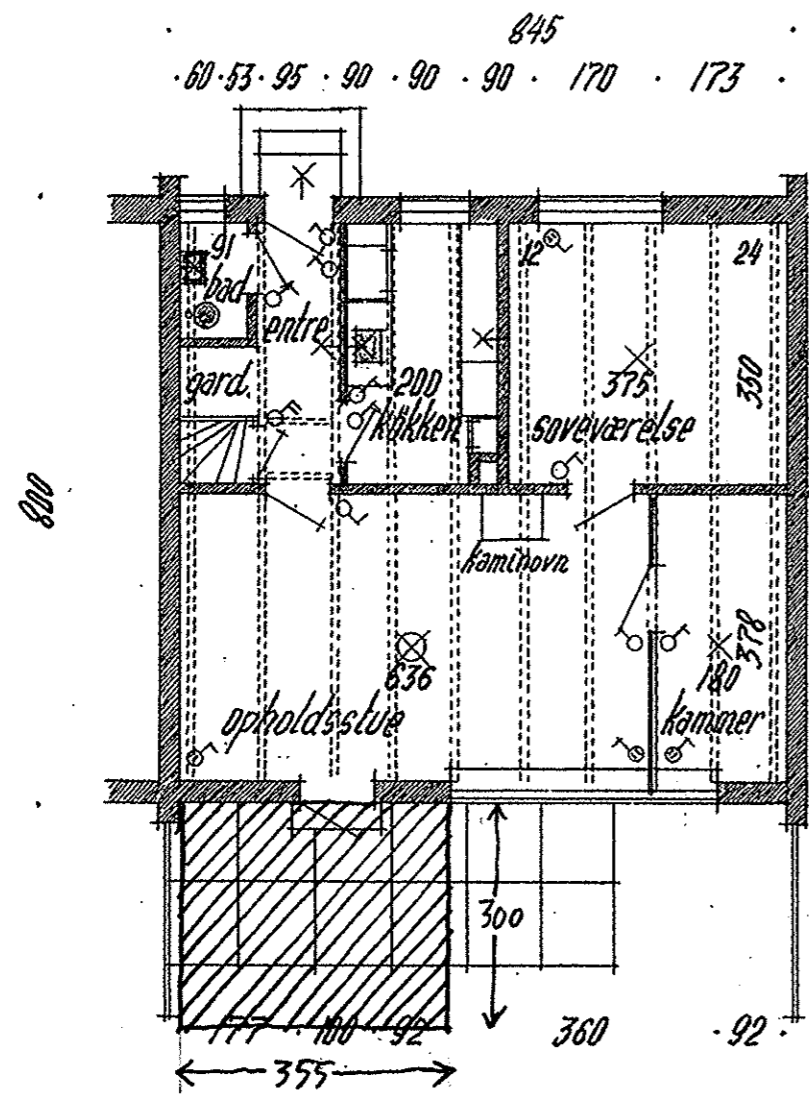 845
60 · 53 · 95 · 90 · 90 · 90 · 170 · 173
91
12
24
bad
entre
gard.
200
køkken
375
350
soveværelse
800
kaminovn
636
378
180
opholdsstue
kammer
300
177 · 100 · 92 360 · 92 ·
355